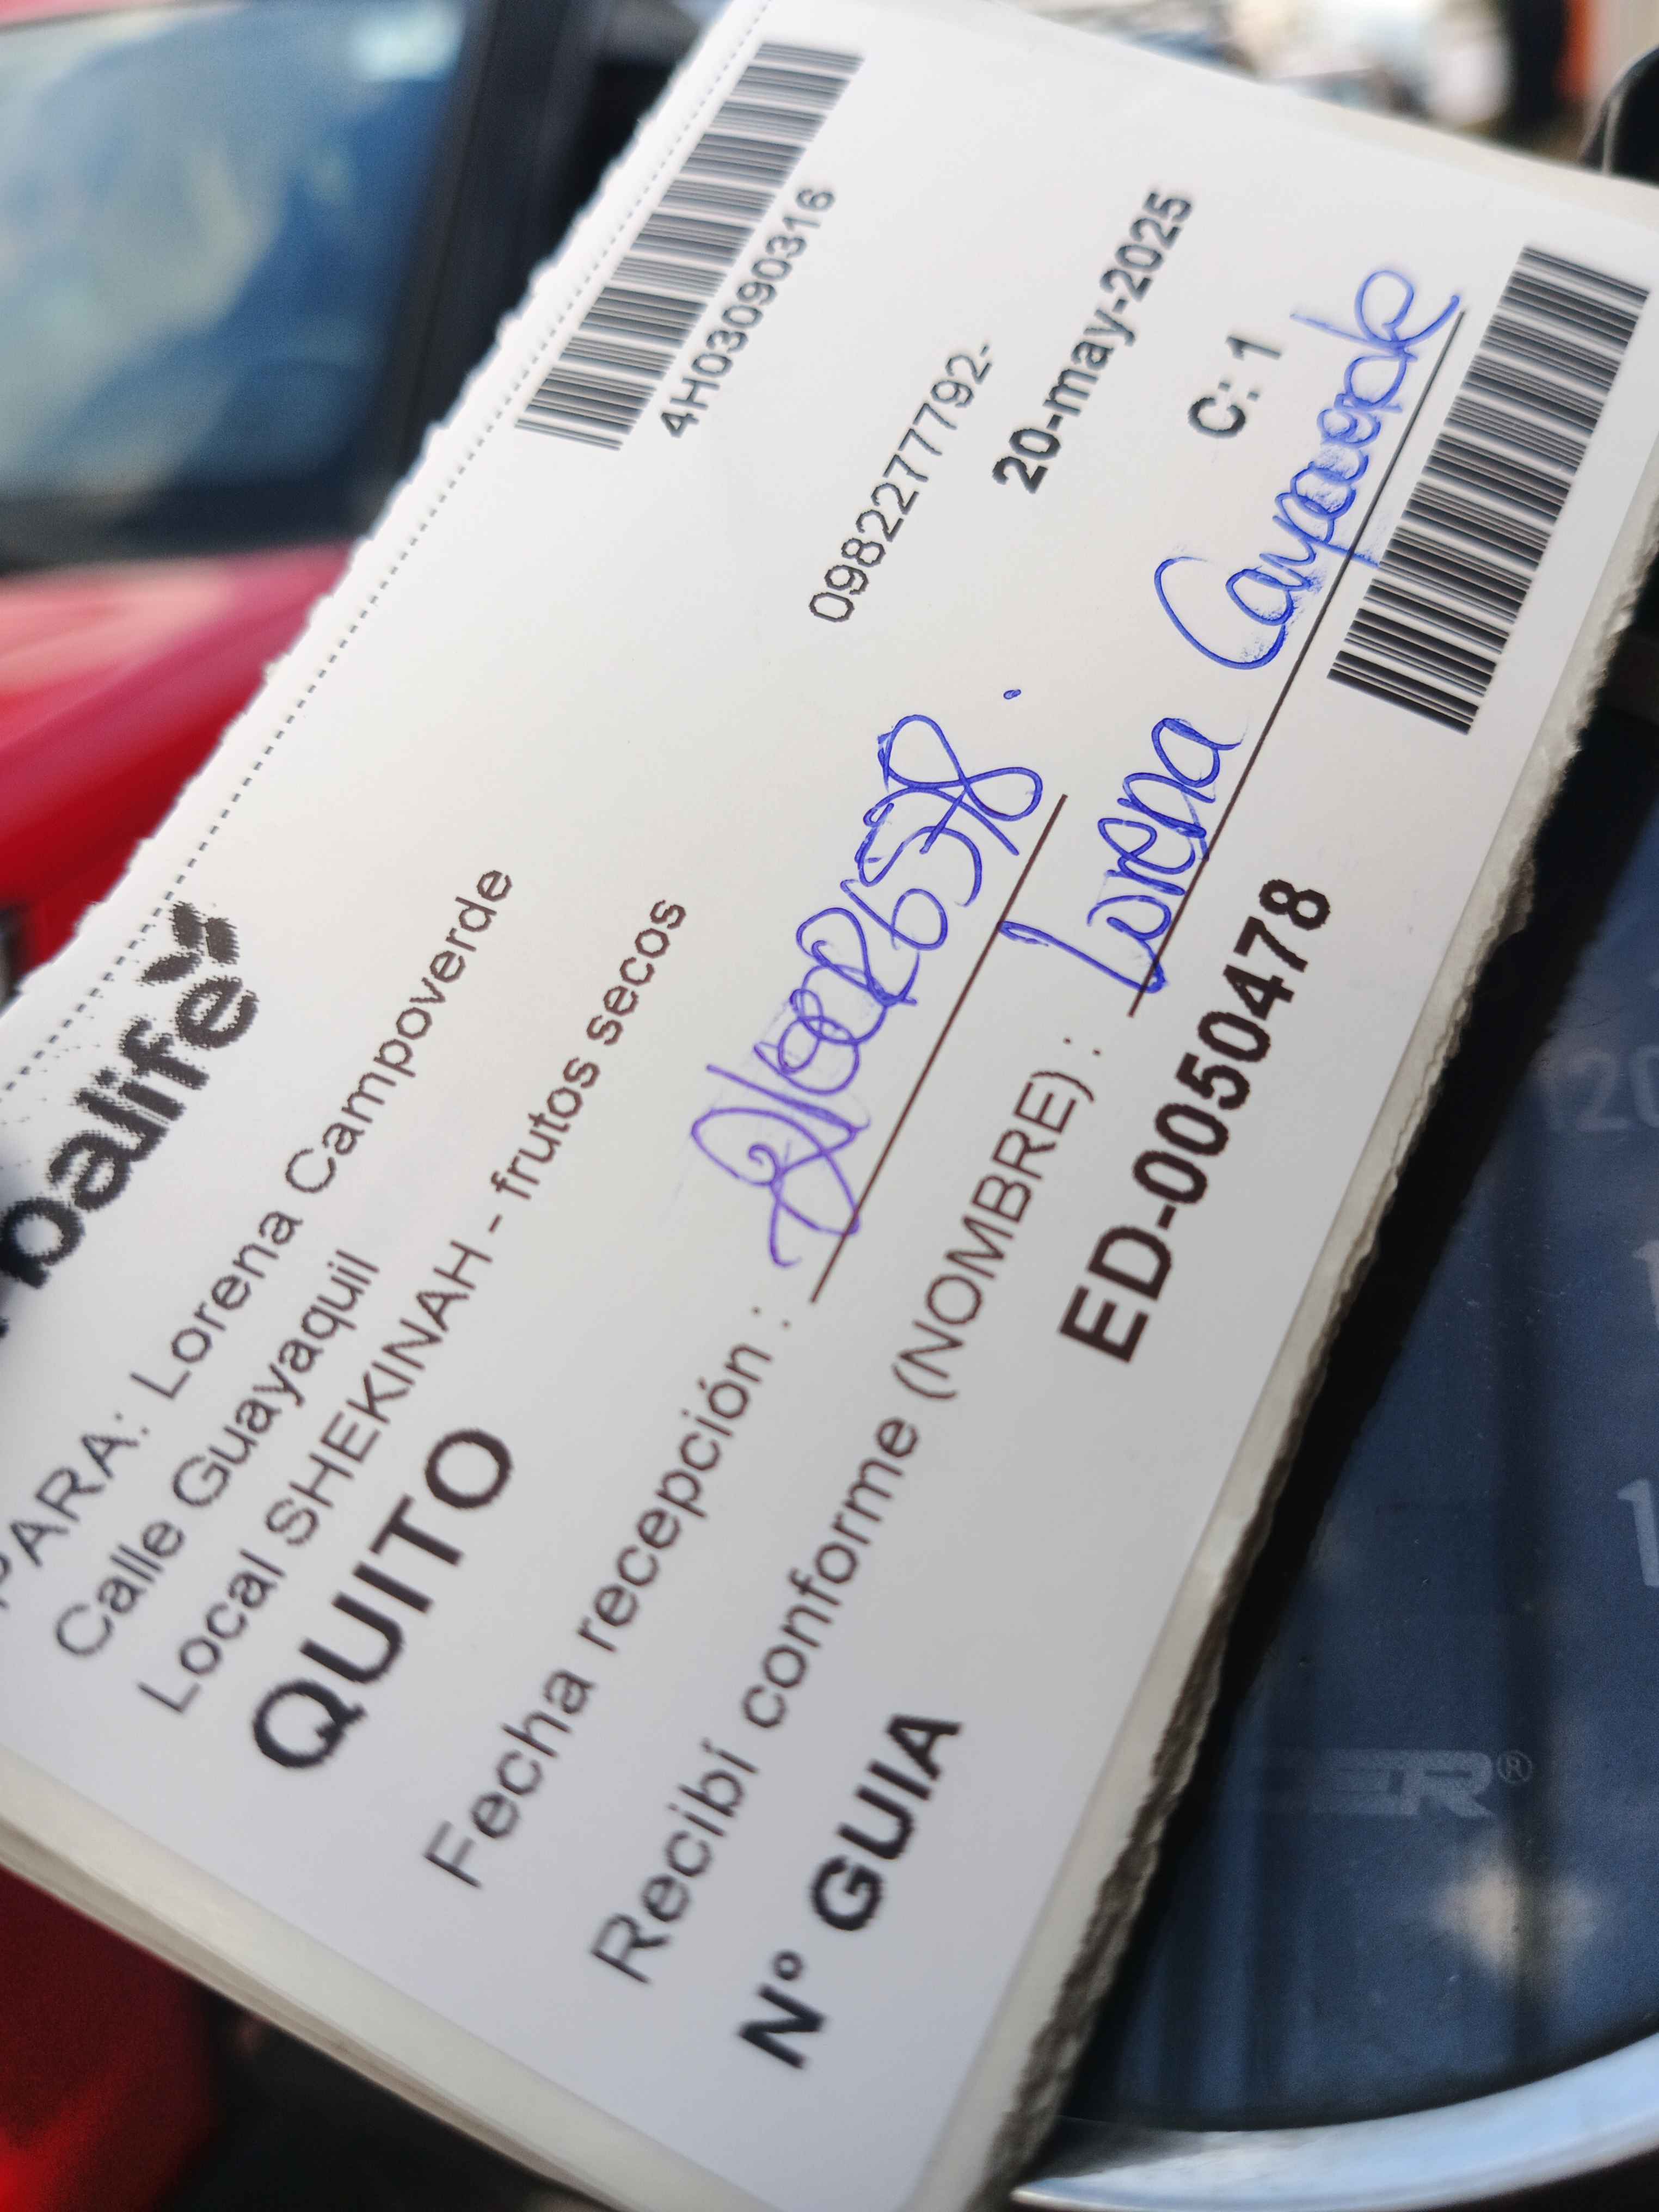 balife
4H03090316
PARA: Lorena Campoverde
Calle Guayaquil
Local SHEKINAH - frutos secos
0982277792-
QUITO
20-may-2025
Fecha recepción :
C: 1
Recibí conforme (NOMBRE) : Lorena Campoverde
Nº GUIA ED-0050478